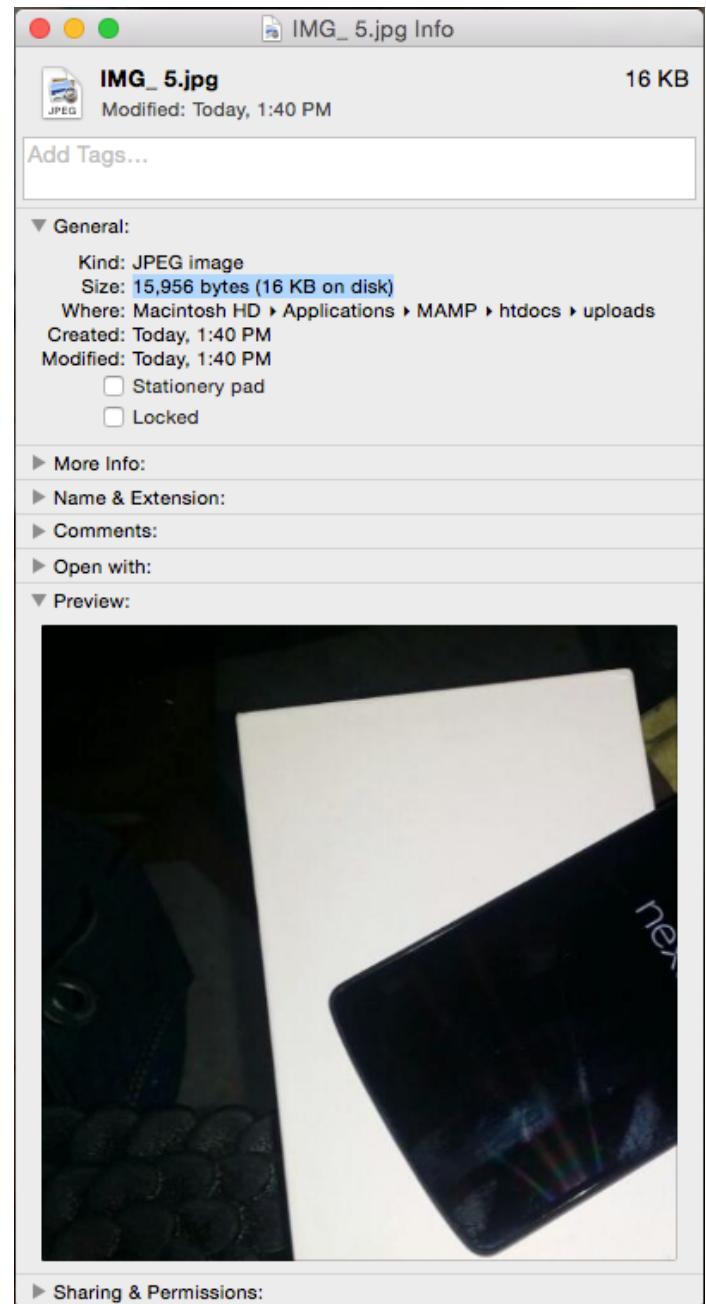 IMG_ 5.jpg Info
JPEG
IMG_ 5.jpg 16 KB
Modified: Today, 1:40 PM
Add Tags...
General:
Kind: JPEG image
Size: 15,956 bytes (16 KB on disk)
Where: Macintosh HD ▸ Applications ▸ MAMP ▸ htdocs ▸ uploads
Created: Today, 1:40 PM
Modified: Today, 1:40 PM
Stationery pad
Locked
More Info:
Name & Extension:
Comments:
Open with:
Preview:
Sharing & Permissions: